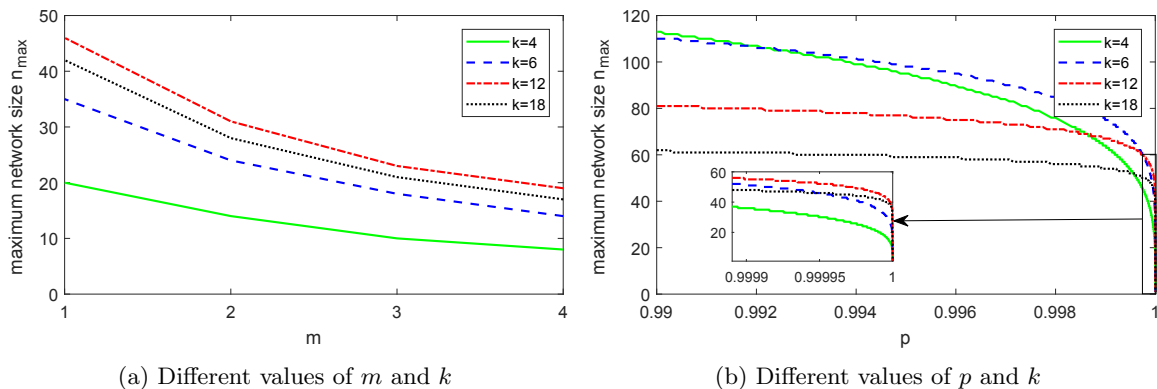 maximum network size n_max
50
40
30
20
10
0
1
2
3
4
m
k=4
k=6
k=12
k=18
(a) Different values of m and k
maximum network size n_max
120
100
80
60
40
20
0
0.99
0.992
0.994
0.996
0.998
1
p
k=4
k=6
k=12
k=18
60
40
20
0.9999
0.99995
1
(b) Different values of p and k